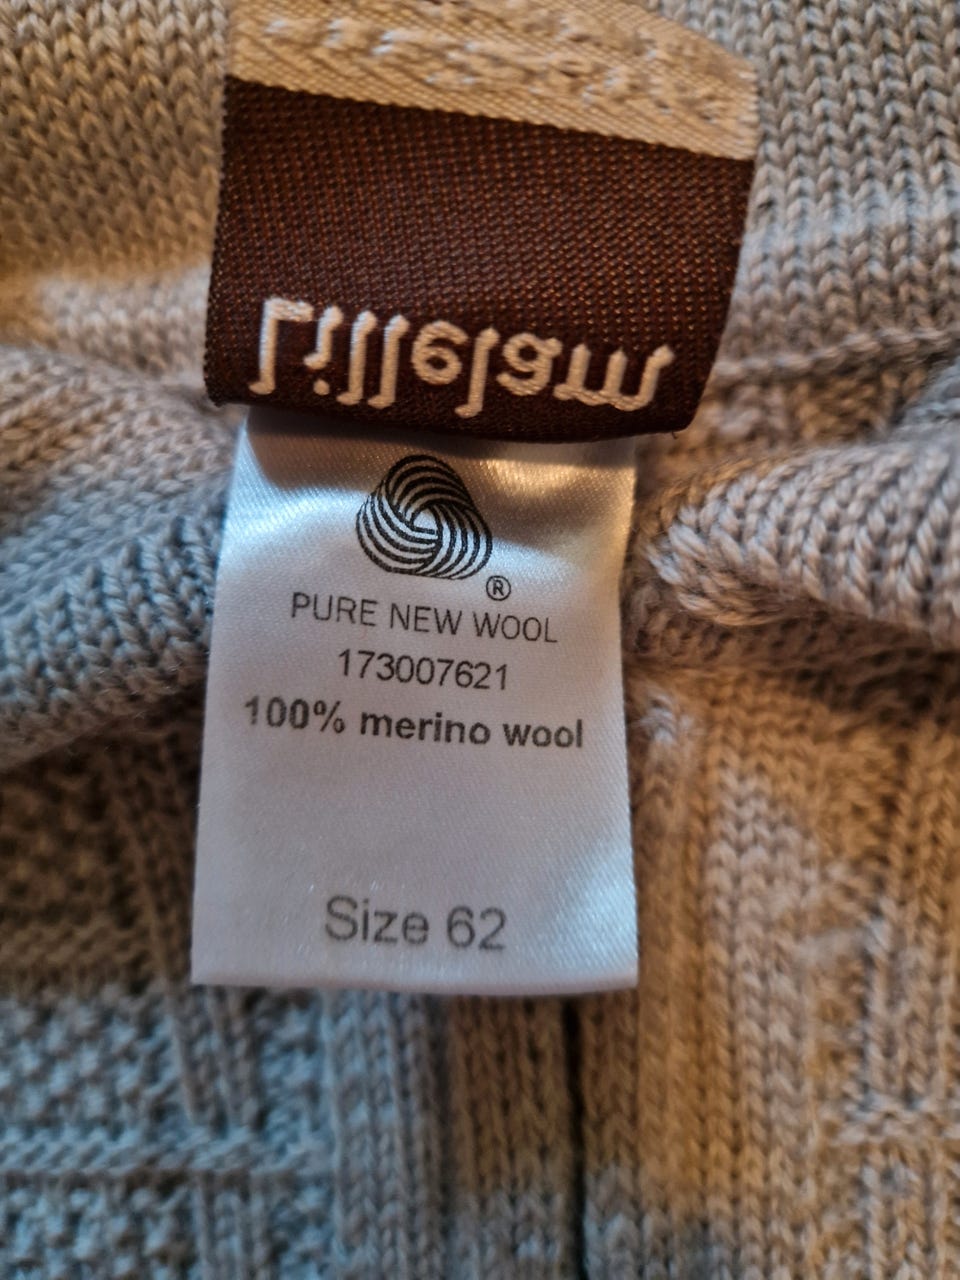 Lillelam
®
PURE NEW WOOL
173007621
100% merino wool
Size 62